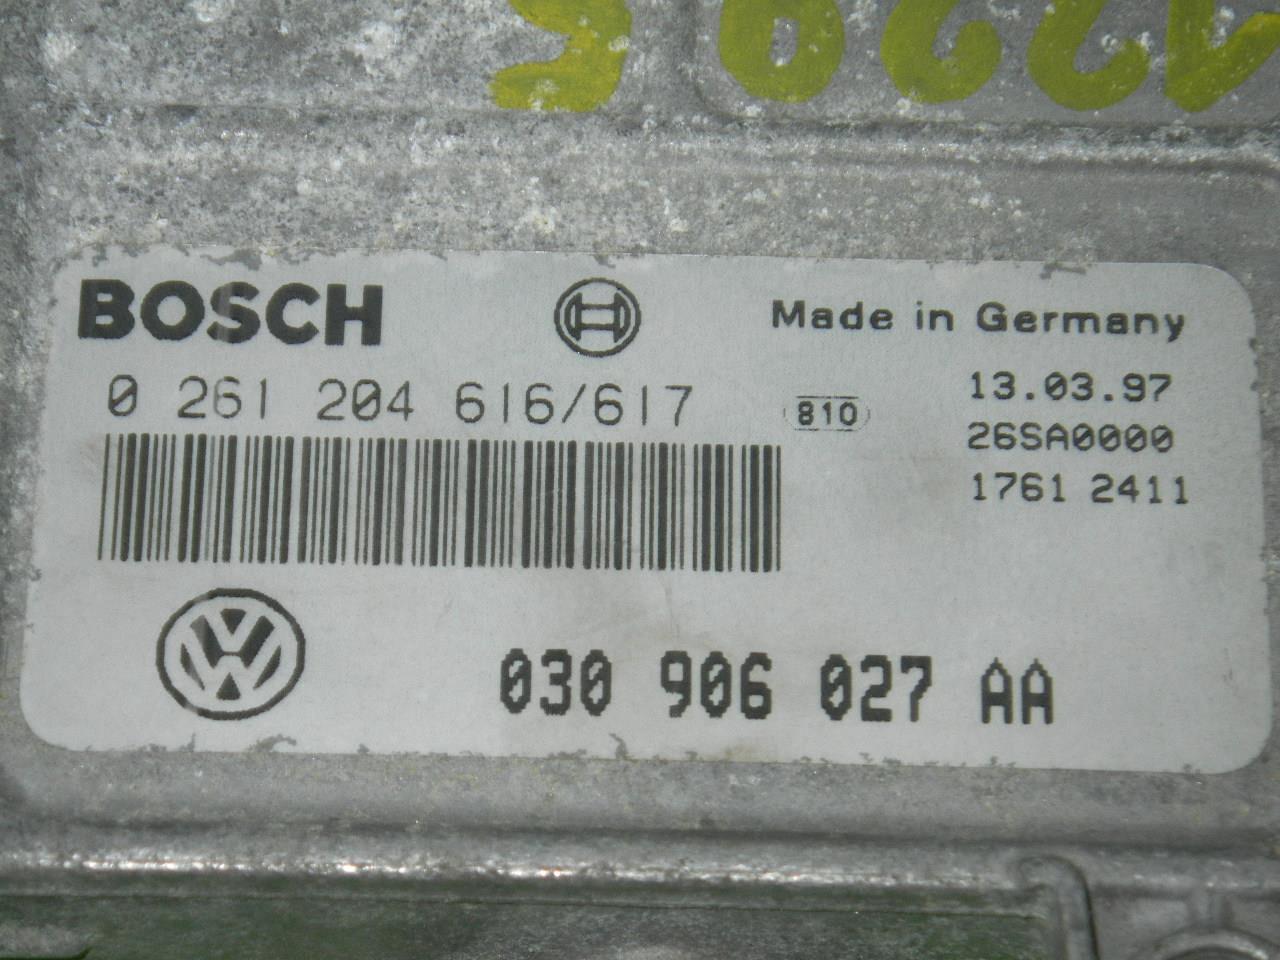 BOSCH
Made in Germany
0 261 204 616/617
810
13.03.97
26SA0000
1761 2411
VW
030 906 027 AA